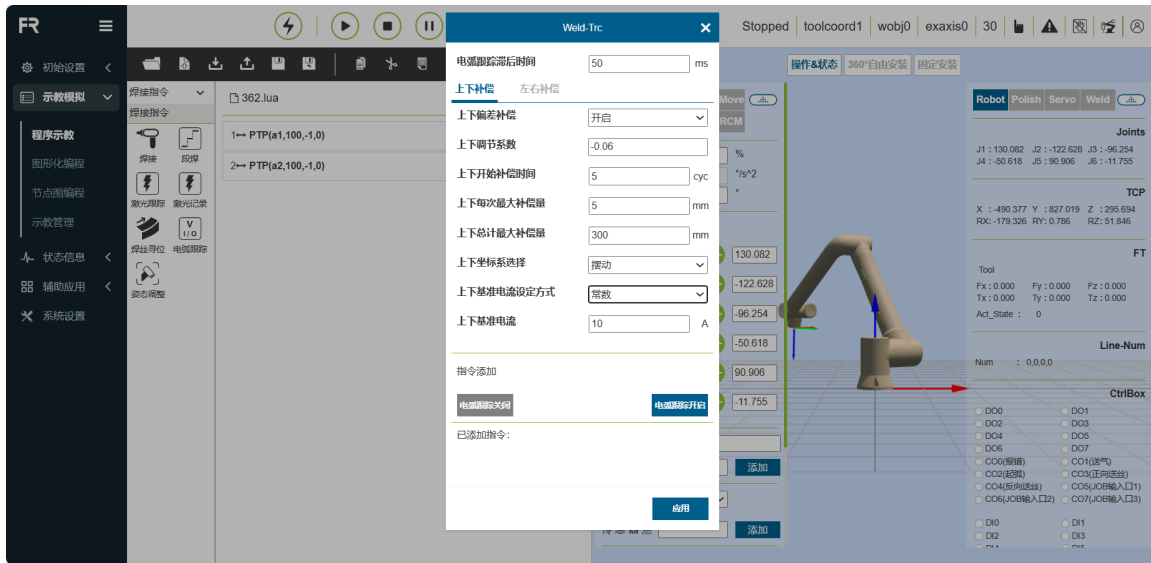 FR
Weld-Trc
Stopped toolcoord1 wobj0 exaxis0 30
初始设置
示教模拟
程序示教
图形化编程
节点图编程
示教管理
状态信息
辅助应用
系统设置
焊接指令
焊接指令
焊接 段焊
激光跟踪 激光记录
焊丝寻位 电弧跟踪
姿态调整
V
I/O
362.lua
1 PTP(a1,100,-1,0)
2 PTP(a2,100,-1,0)
电弧跟踪滞后时间 50 ms
上下补偿 左右补偿
上下偏差补偿 开启
上下调节系数 -0.06
上下开始补偿时间 5 cyc
上下每次最大补偿量 5 mm
上下总计最大补偿量 300 mm
上下坐标系选择 摆动
上下基准电流设定方式 常数
上下基准电流 10 A
指令添加
电弧跟踪关闭 电弧跟踪开启
已添加指令:
应用
操作&状态 360°自由安装 固定安装
Move
RCM
%
°/s^2
°
130.082
-122.628
-96.254
-50.618
90.906
-11.755
添加
添加
Robot Polish Servo Weld
Joints
J1 : 130.082 J2 : -122.628 J3 : -96.254
J4 : -50.618 J5 : 90.906 J6 : -11.755
TCP
X : -490.377 Y : 827.019 Z : 295.694
RX: -179.326 RY: 0.786 RZ: 51.846
FT
Tool
Fx : 0.000 Fy : 0.000 Fz : 0.000
Tx : 0.000 Ty : 0.000 Tz : 0.000
Act_State : 0
Line-Num
Num : 0,0,0,0
CtrlBox
DO0 DO1
DO2 DO3
DO4 DO5
DO6 DO7
CO0(报错) CO1(送气)
CO2(起弧) CO3(正向送丝)
CO4(反向送丝) CO5(JOB输入口1)
CO6(JOB输入口2) CO7(JOB输入口3)
DI0 DI1
DI2 DI3